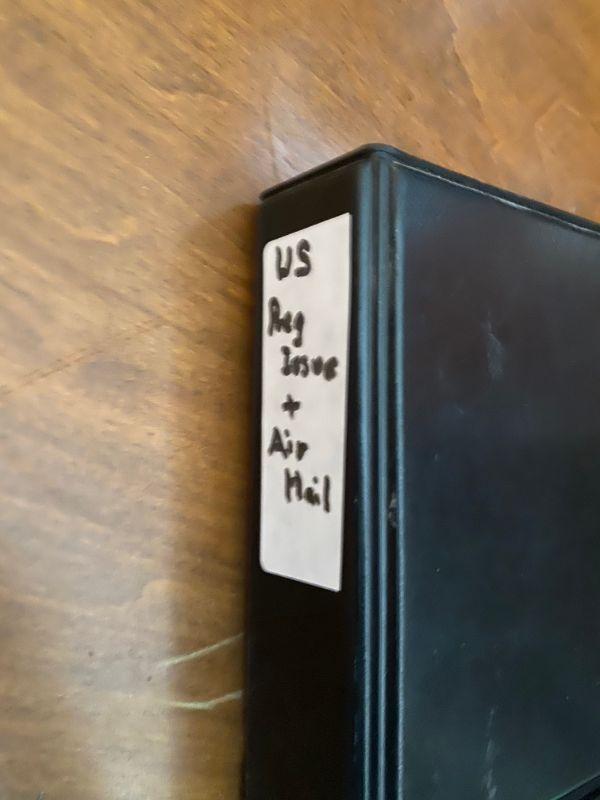 US
Reg
Issue
+
Air
Mail